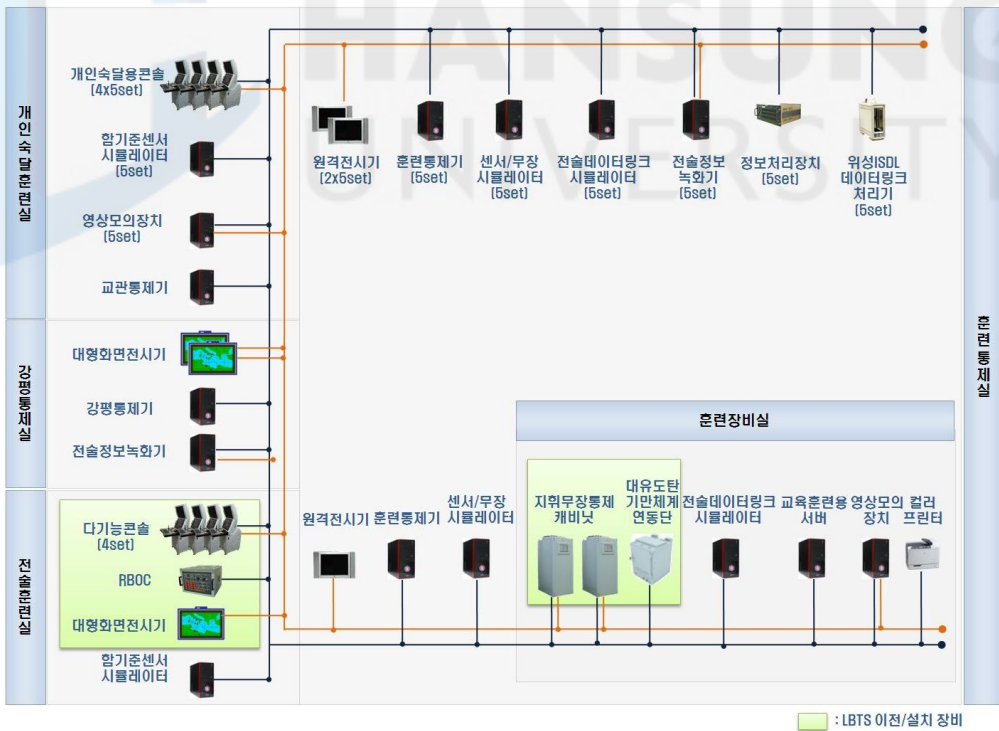 HANSUNG
UNIVERSITY
개인숙달훈련실
개인숙달용콘솔
(4x5set)
함기준센서
시뮬레이터
(5set)
영상모의장치
(5set)
교관통제기
원격전시기
(2x5set)
훈련통제기
(5set)
센서/무장
시뮬레이터
(5set)
전술데이터링크
시뮬레이터
(5set)
전술정보
녹화기
(5set)
정보처리장치
(5set)
위성ISDL
데이터링크
처리기
(5set)
훈련통제실
강평통제실
대형화면전시기
강평통제기
전술정보녹화기
전술훈련실
다기능콘솔
(4set)
RBOC
대형화면전시기
함기준센서
시뮬레이터
원격전시기
훈련통제기
센서/무장
시뮬레이터
훈련장비실
지휘무장통제
캐비닛
대유도탄
기만체계
연동단
전술데이터링크
시뮬레이터
교육훈련용
서버
영상모의
장치
컬러
프린터
: LBTS 이전/설치 장비